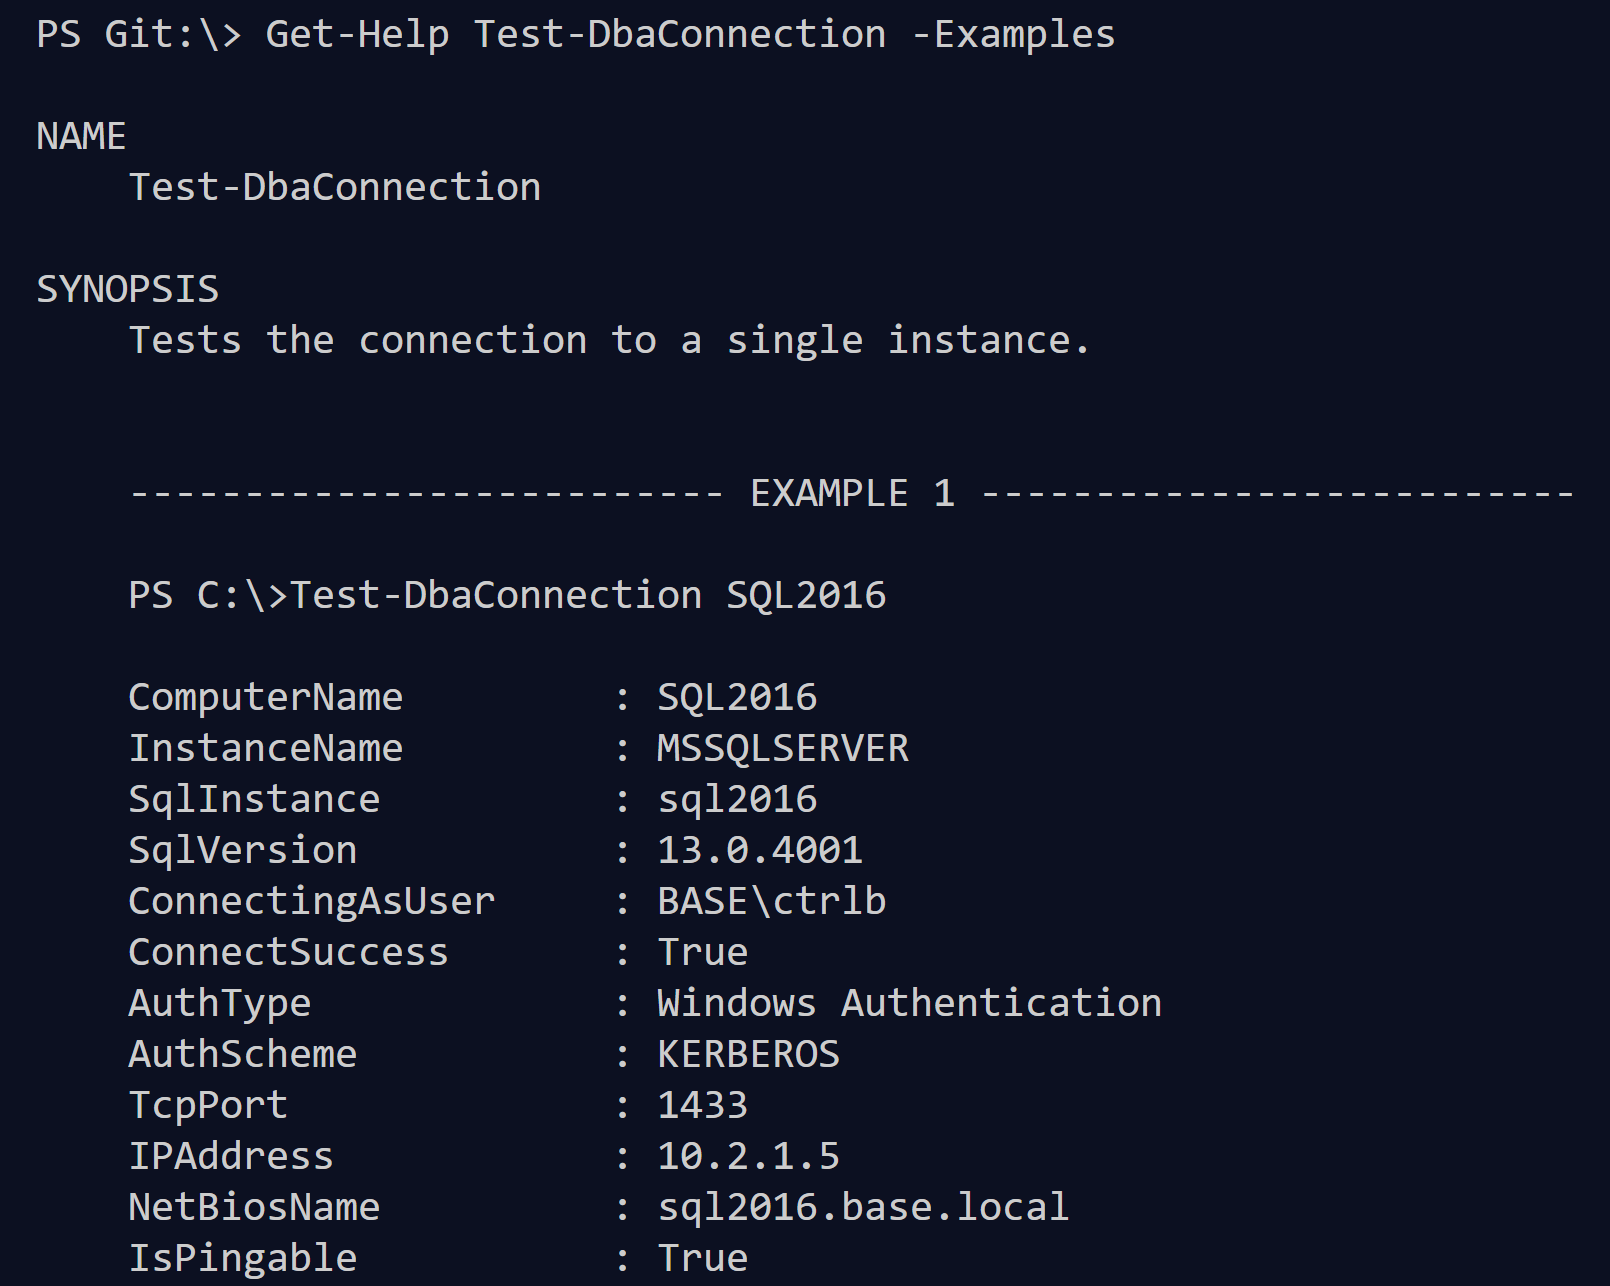 PS Git:\> Get-Help Test-DbaConnection -Examples
NAME
Test-DbaConnection
SYNOPSIS
Tests the connection to a single instance.
-------------------------- EXAMPLE 1 --------------------------
PS C:\>Test-DbaConnection SQL2016
ComputerName : SQL2016
InstanceName : MSSQLSERVER
SqlInstance : sql2016
SqlVersion : 13.0.4001
ConnectingAsUser : BASE\ctrlb
ConnectSuccess : True
AuthType : Windows Authentication
AuthScheme : KERBEROS
TcpPort : 1433
IPAddress : 10.2.1.5
NetBiosName : sql2016.base.local
IsPingable : True